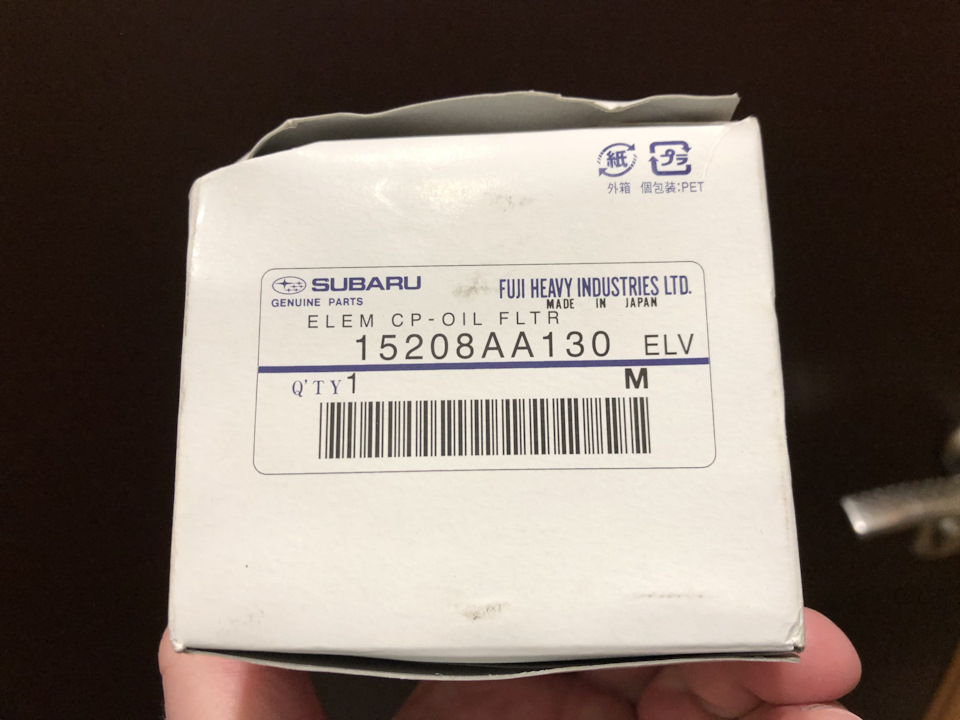 紙 プラ
外箱 個包装:PET
SUBARU FUJI HEAVY INDUSTRIES LTD.
GENUINE PARTS MADE IN JAPAN
ELEM CP-OIL FLTR
15208AA130 ELV
Q'TY 1 M